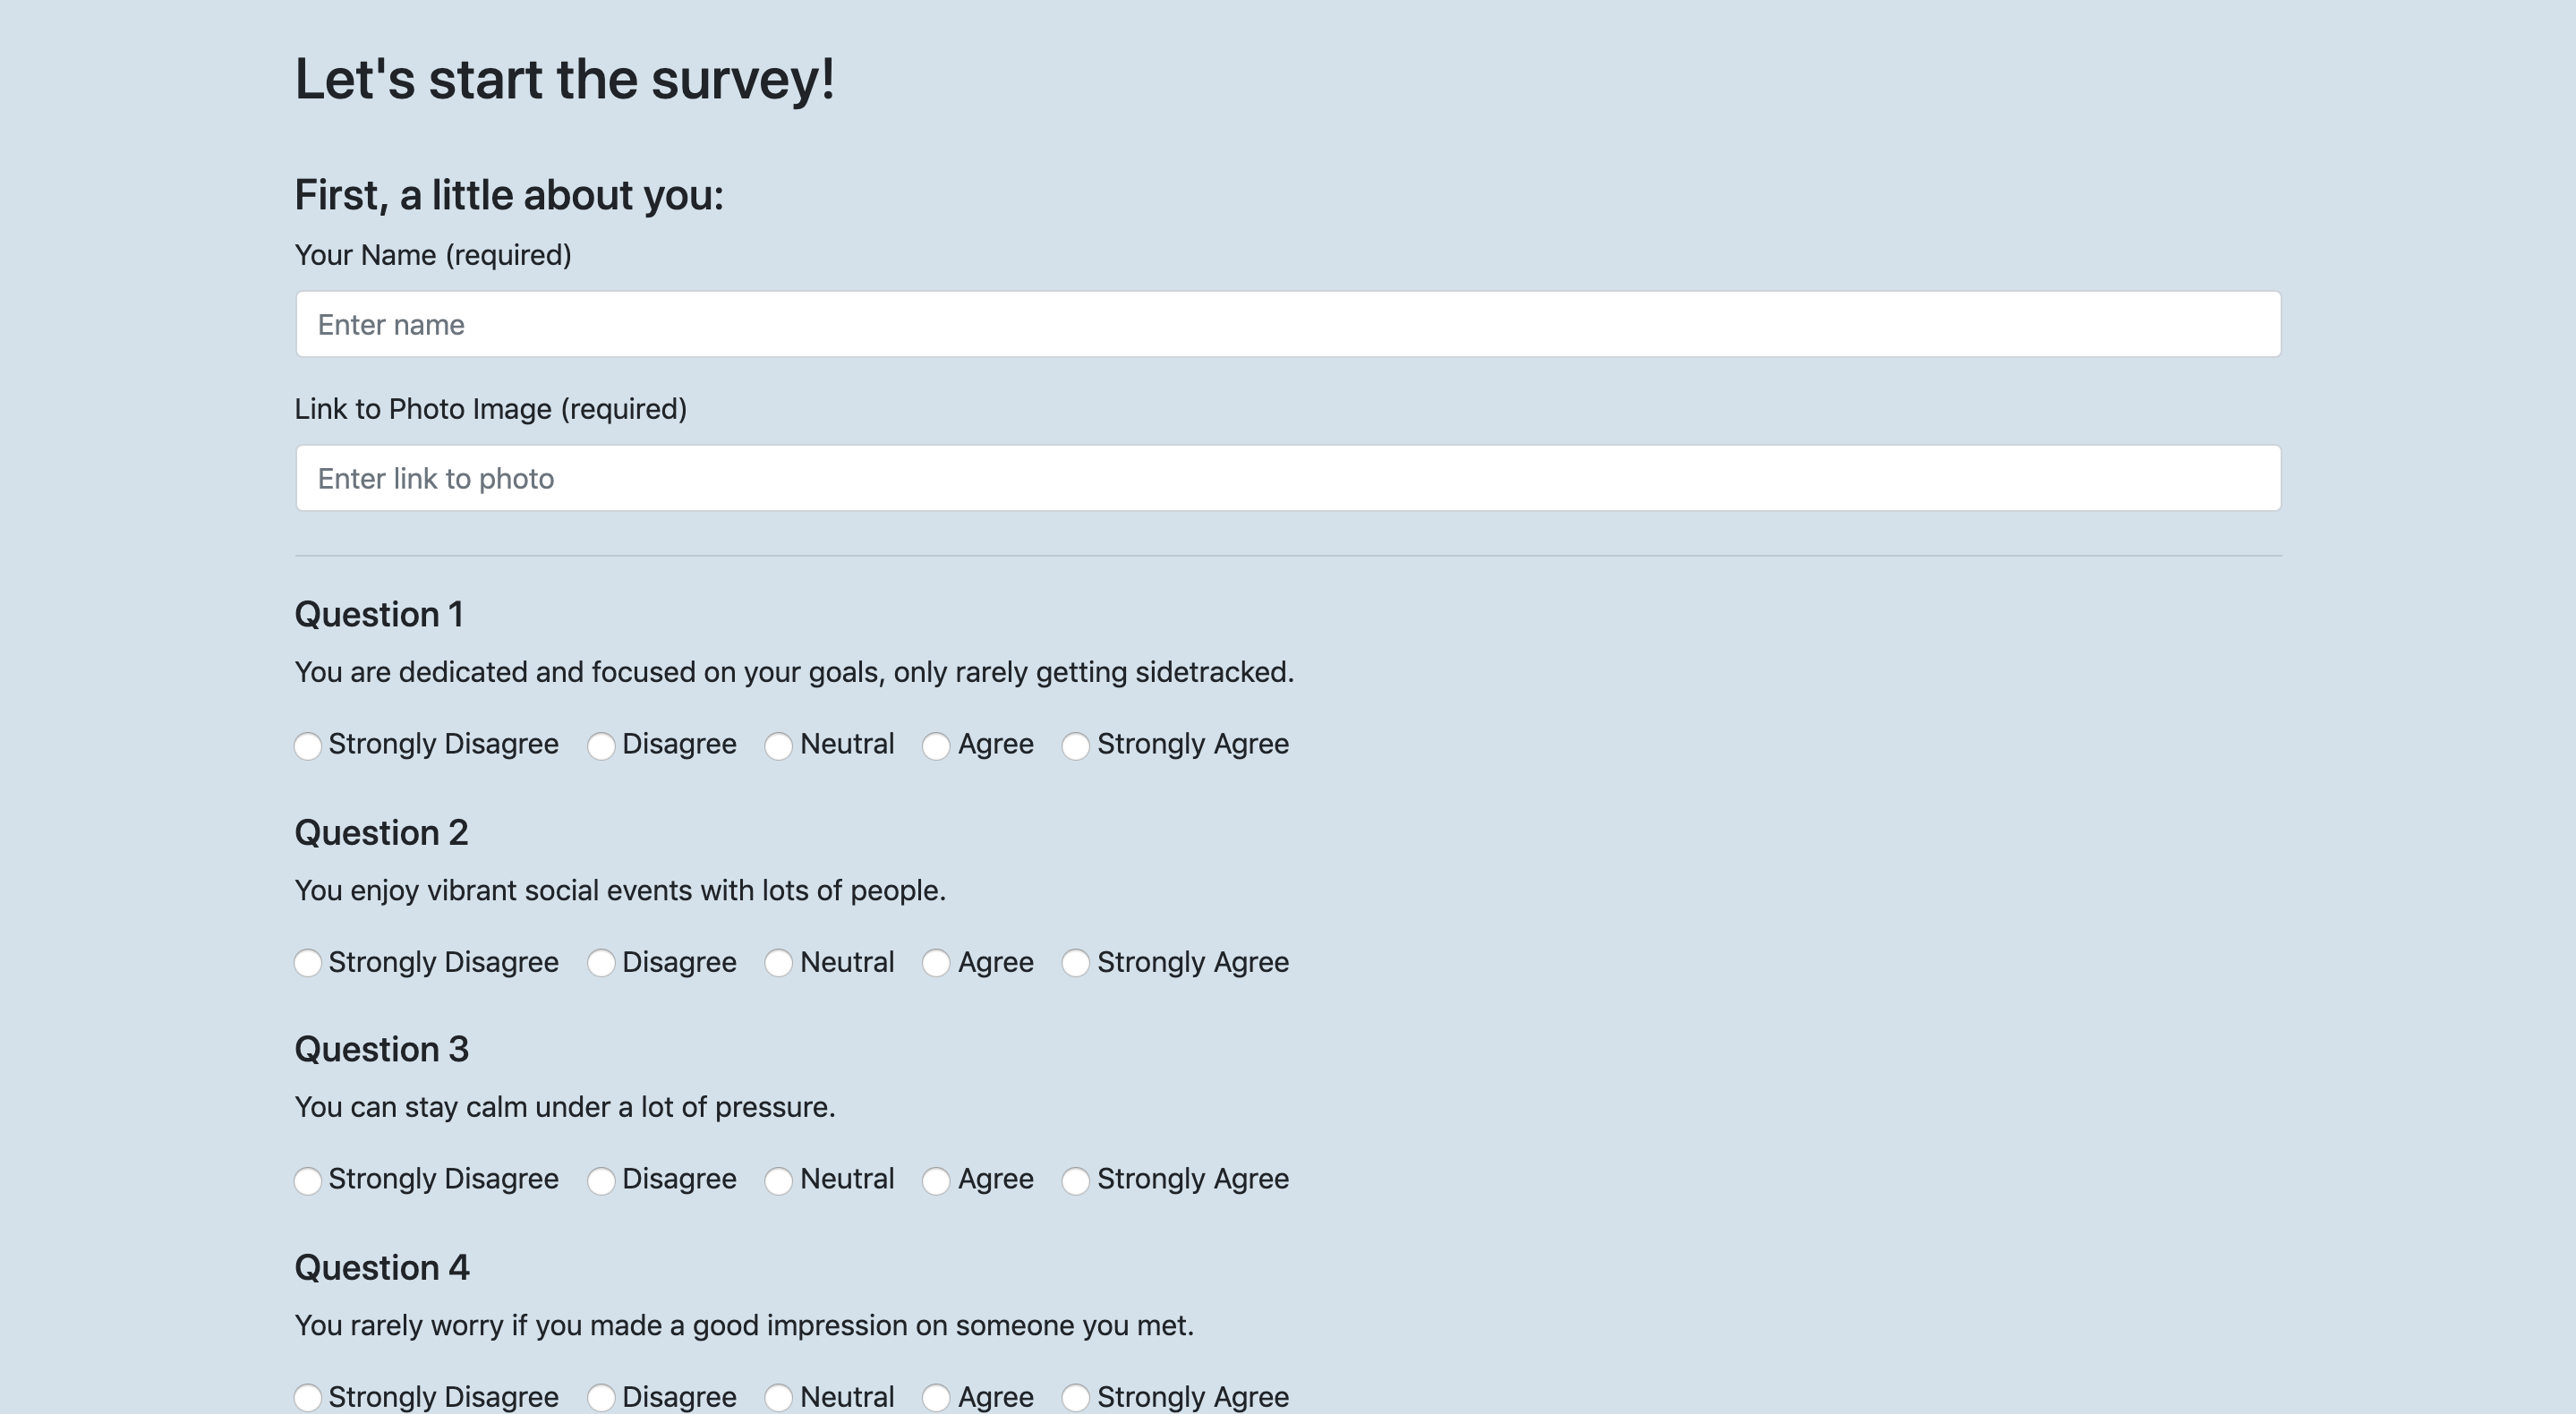 Let's start the survey!
First, a little about you:
Your Name (required)
Enter name
Link to Photo Image (required)
Enter link to photo
Question 1
You are dedicated and focused on your goals, only rarely getting sidetracked.
Strongly Disagree Disagree Neutral Agree Strongly Agree
Question 2
You enjoy vibrant social events with lots of people.
Strongly Disagree Disagree Neutral Agree Strongly Agree
Question 3
You can stay calm under a lot of pressure.
Strongly Disagree Disagree Neutral Agree Strongly Agree
Question 4
You rarely worry if you made a good impression on someone you met.
Strongly Disagree Disagree Neutral Agree Strongly Agree